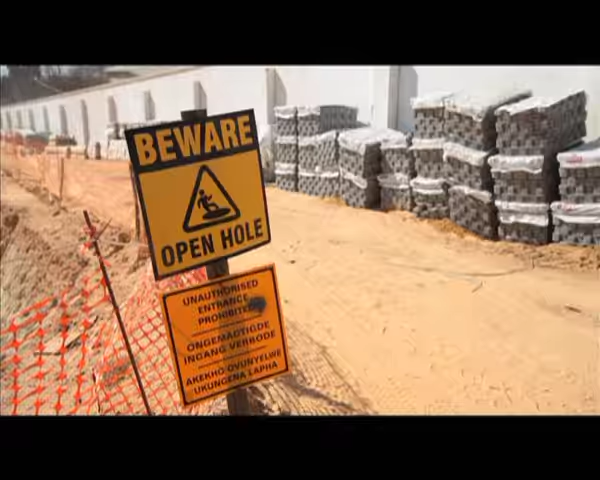 BEWARE
OPEN HOLE
UNAUTHORISED
ENTRANCE
PROHIBITED
ONGEMAGTIGDE
INGANG VERBODE
AKEKHO OVUNYELWE
UKUNGENA LAPHA